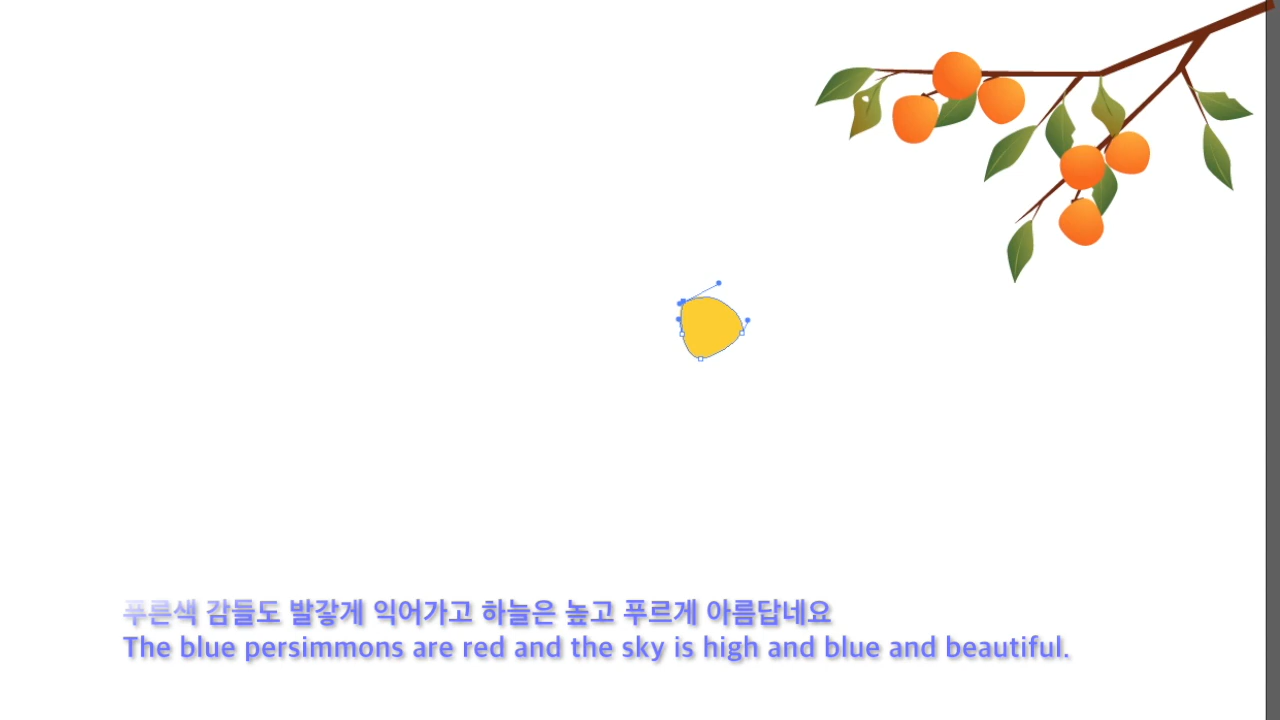 푸른색 감들도 발갛게 익어가고 하늘은 높고 푸르게 아름답네요
The blue persimmons are red and the sky is high and blue and beautiful.